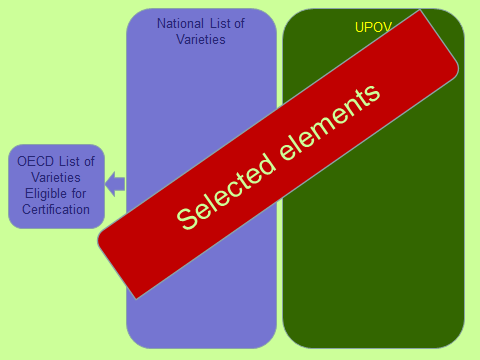 National List of
Varieties
UPOV
OECD List of
Varieties
Eligible for
Certification
Selected elements